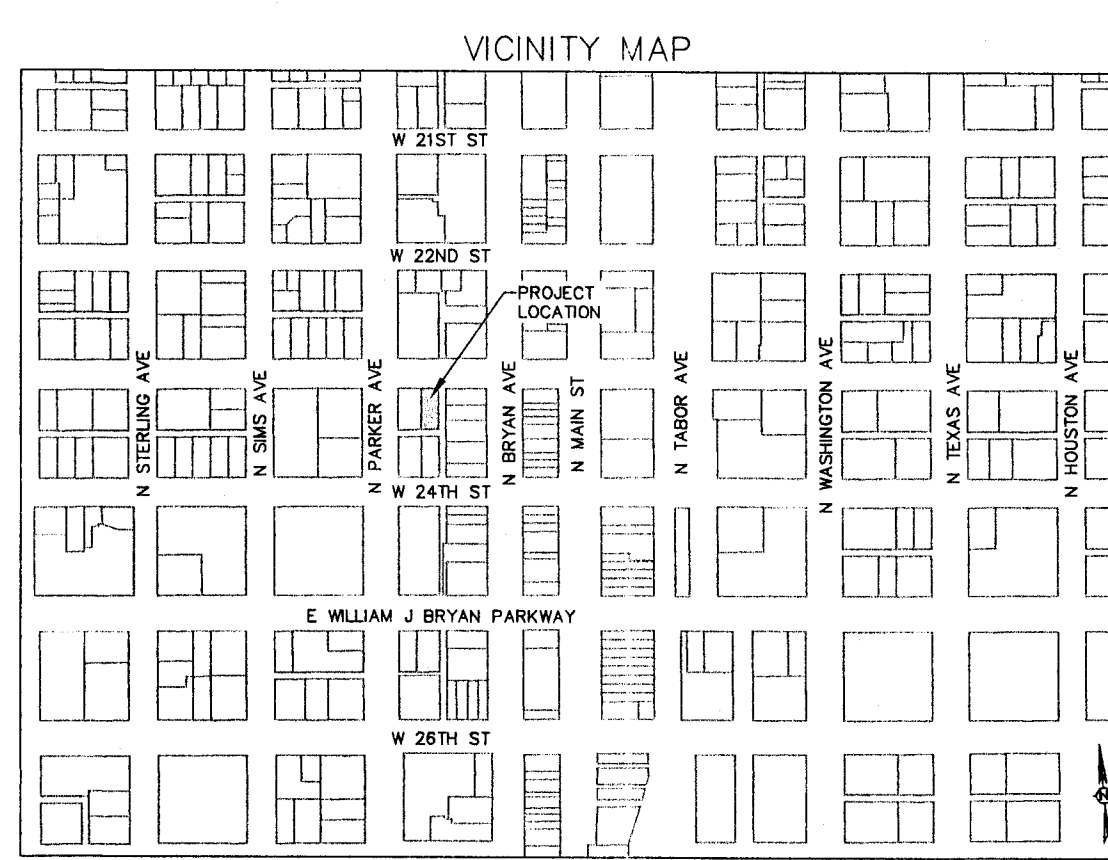 VICINITY MAP
W 21ST ST
W 22ND ST
PROJECT
LOCATION
N STERLING AVE
N SIMS AVE
N PARKER AVE
N BRYAN AVE
N MAIN ST
N TABOR AVE
N WASHINGTON AVE
N TEXAS AVE
N HOUSTON AVE
W 24TH ST
E WILLIAM J BRYAN PARKWAY
W 26TH ST
N